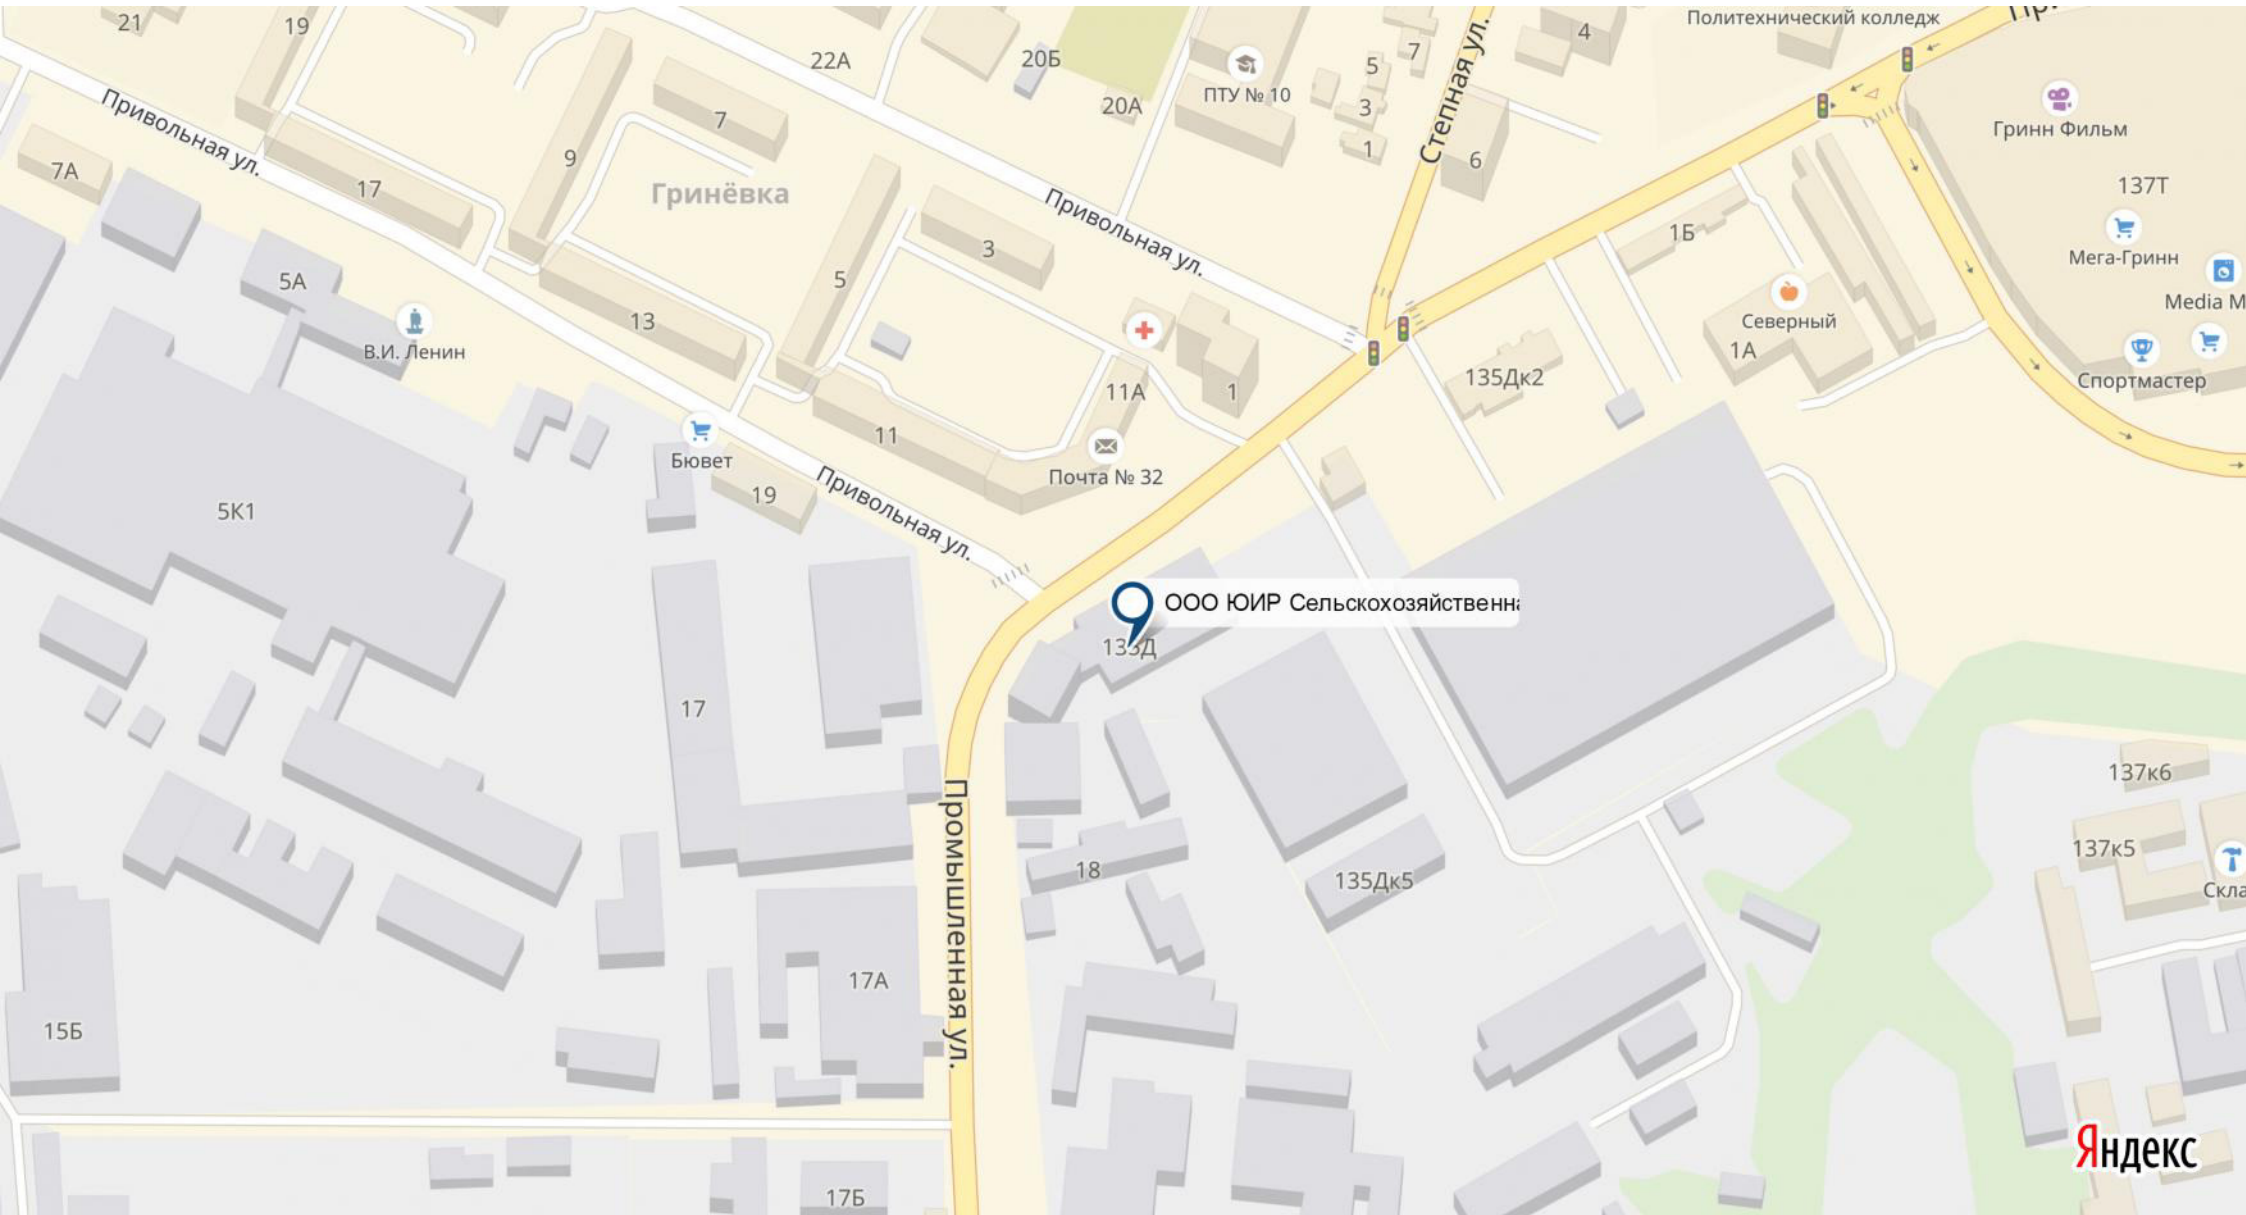 21
19
22А
20Б
20А
ПТУ № 10
5
7
3
1
4
6
Степная ул.
Политехнический колледж
Гринн Фильм
137Т
Мега-Гринн
Media M
Спортмастер
Привольная ул.
7А
17
9
7
Гринёвка
3
5
13
Привольная ул.
1Б
Северный
1А
5А
В.И. Ленин
135Дк2
11А
1
11
Почта № 32
Бювет
19
Привольная ул.
5К1
ООО ЮИР Сельскохозяйственна
135Д
17
137к6
137к5
Скла
Промышленная ул.
18
135Дк5
17А
15Б
17Б
Яндекс